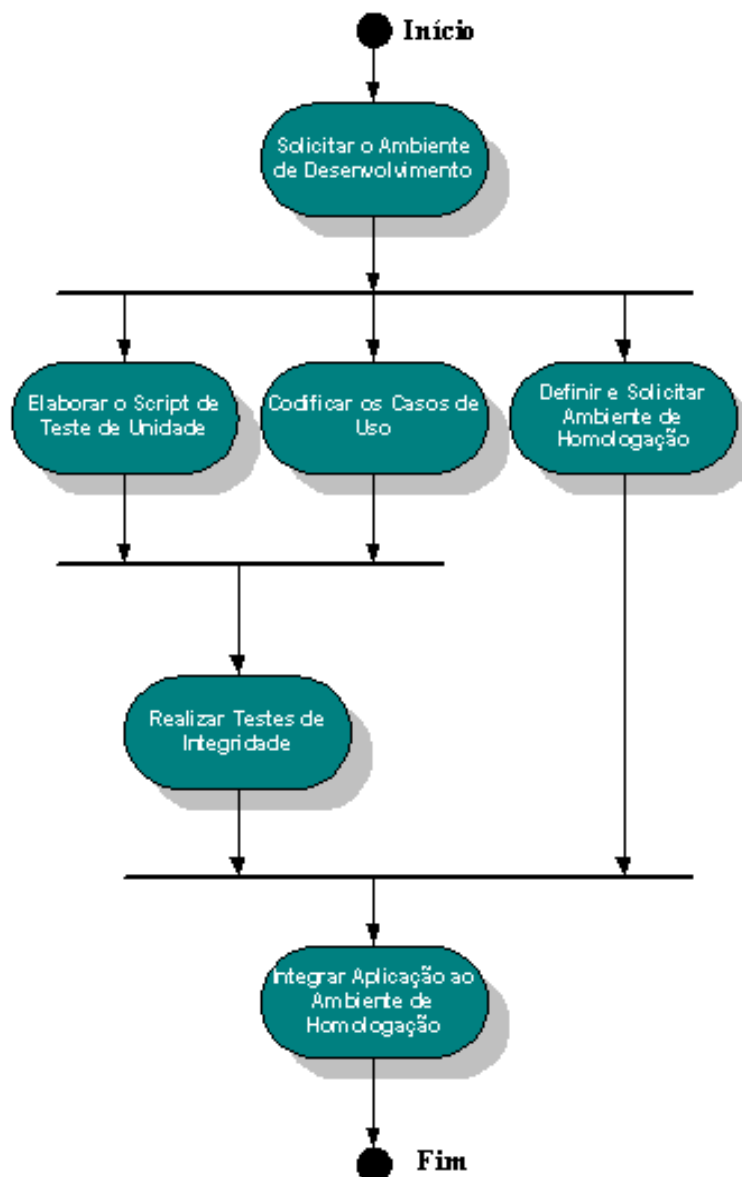 Início
Solicitar o Ambiente
de Desenvolvimento
Elaborar o Script de
Teste de Unidade
Codificar os Casos de
Uso
Definir e Solicitar
Ambiente de
Homologação
Realizar Testes de
Integridade
Integrar Aplicação ao
Ambiente de
Homologação
Fim